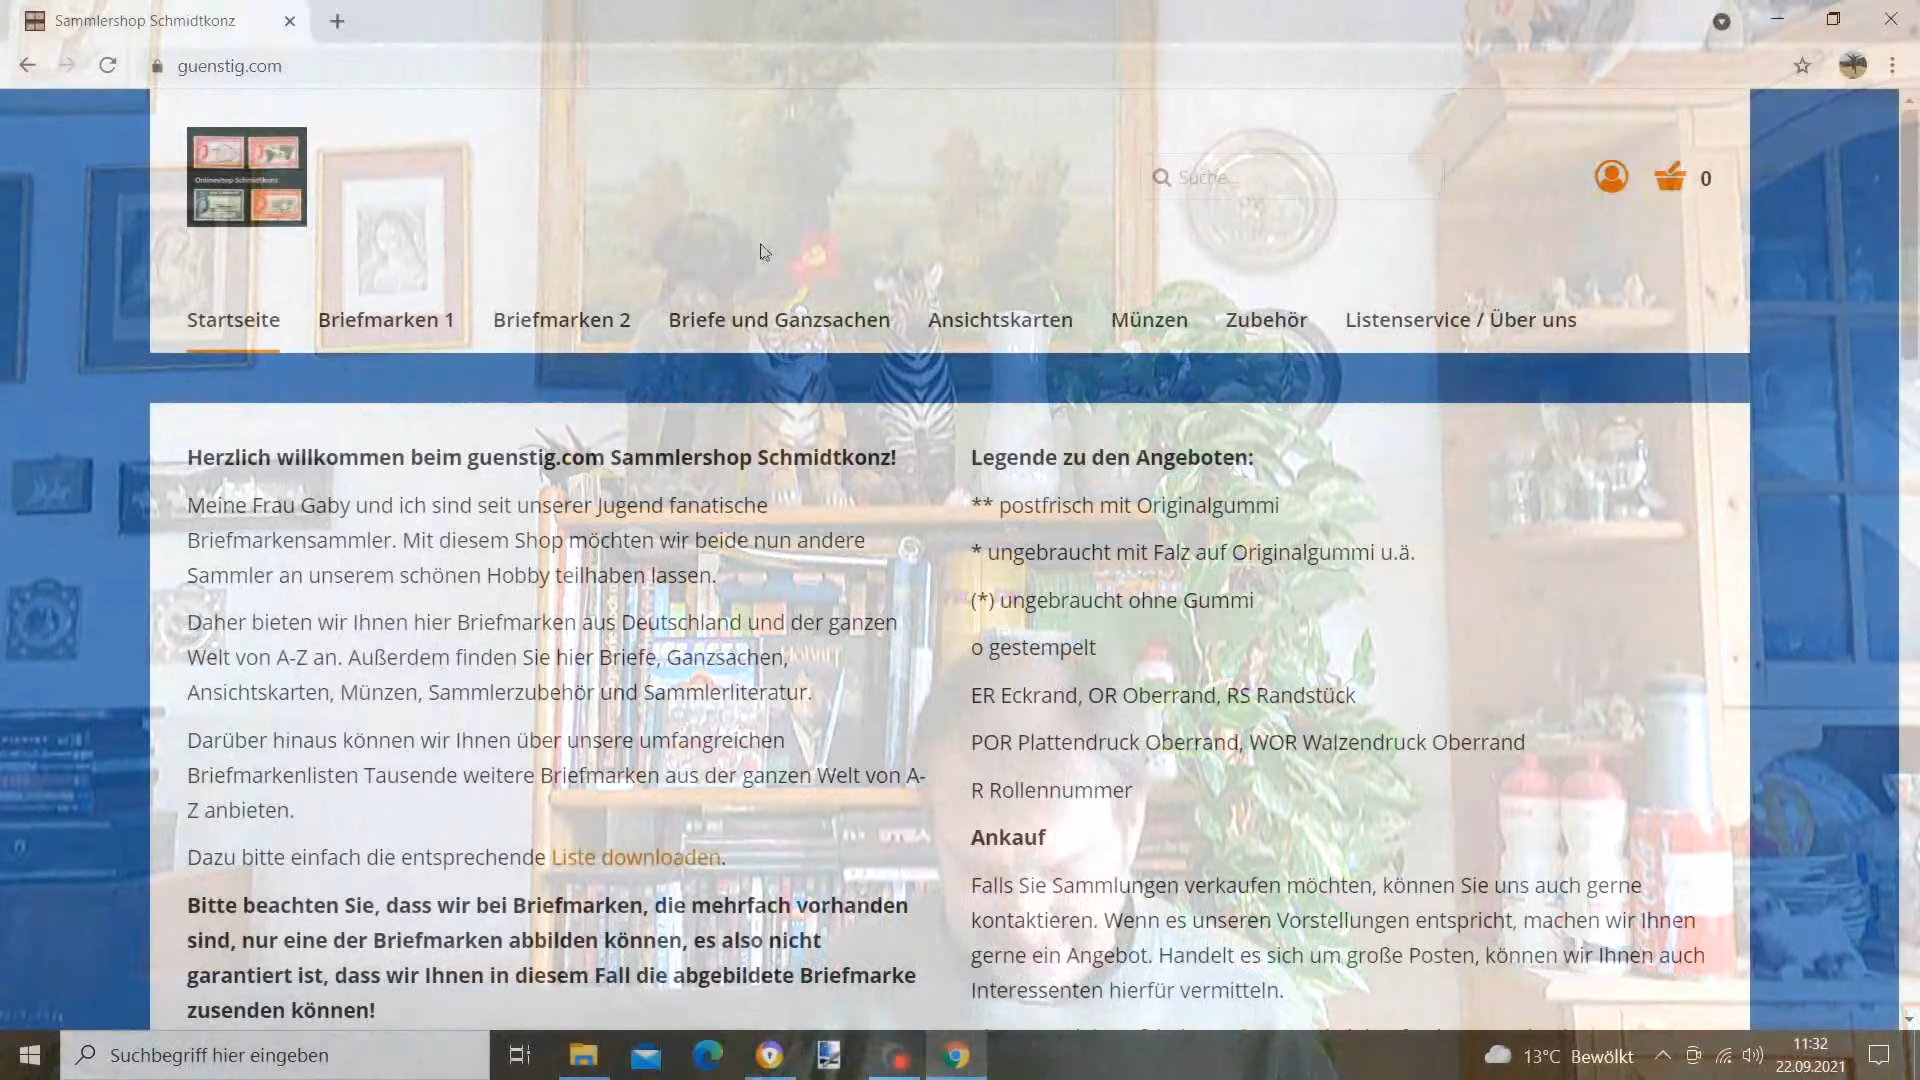 Sammlershop Schmidtkonz
guenstig.com
Onlineshop Schmidtkonz
Suche...
0
Startseite
Briefmarken 1
Briefmarken 2
Briefe und Ganzsachen
Ansichtskarten
Münzen
Zubehör
Listenservice / Über uns
Herzlich willkommen beim guenstig.com Sammlershop Schmidtkonz!
Meine Frau Gaby und ich sind seit unserer Jugend fanatische
Briefmarkensammler. Mit diesem Shop möchten wir beide nun andere
Sammler an unserem schönen Hobby teilhaben lassen.
Daher bieten wir Ihnen hier Briefmarken aus Deutschland und der ganzen
Welt von A-Z an. Außerdem finden Sie hier Briefe, Ganzsachen,
Ansichtskarten, Münzen, Sammlerzubehör und Sammlerliteratur.
Darüber hinaus können wir Ihnen über unsere umfangreichen
Briefmarkenlisten Tausende weitere Briefmarken aus der ganzen Welt von A-
Z anbieten.
Dazu bitte einfach die entsprechende Liste downloaden.
Bitte beachten Sie, dass wir bei Briefmarken, die mehrfach vorhanden
sind, nur eine der Briefmarken abbilden können, es also nicht
garantiert ist, dass wir Ihnen in diesem Fall die abgebildete Briefmarke
zusenden können!
Legende zu den Angeboten:
** postfrisch mit Originalgummi
* ungebraucht mit Falz auf Originalgummi u.ä.
(*) ungebraucht ohne Gummi
o gestempelt
ER Eckrand, OR Oberrand, RS Randstück
POR Plattendruck Oberrand, WOR Walzendruck Oberrand
R Rollennummer
Ankauf
Falls Sie Sammlungen verkaufen möchten, können Sie uns auch gerne
kontaktieren. Wenn es unseren Vorstellungen entspricht, machen wir Ihnen
gerne ein Angebot. Handelt es sich um große Posten, können wir Ihnen auch
Interessenten hierfür vermitteln.
Suchbegriff hier eingeben
13°C Bewölkt
11:32
22.09.2021